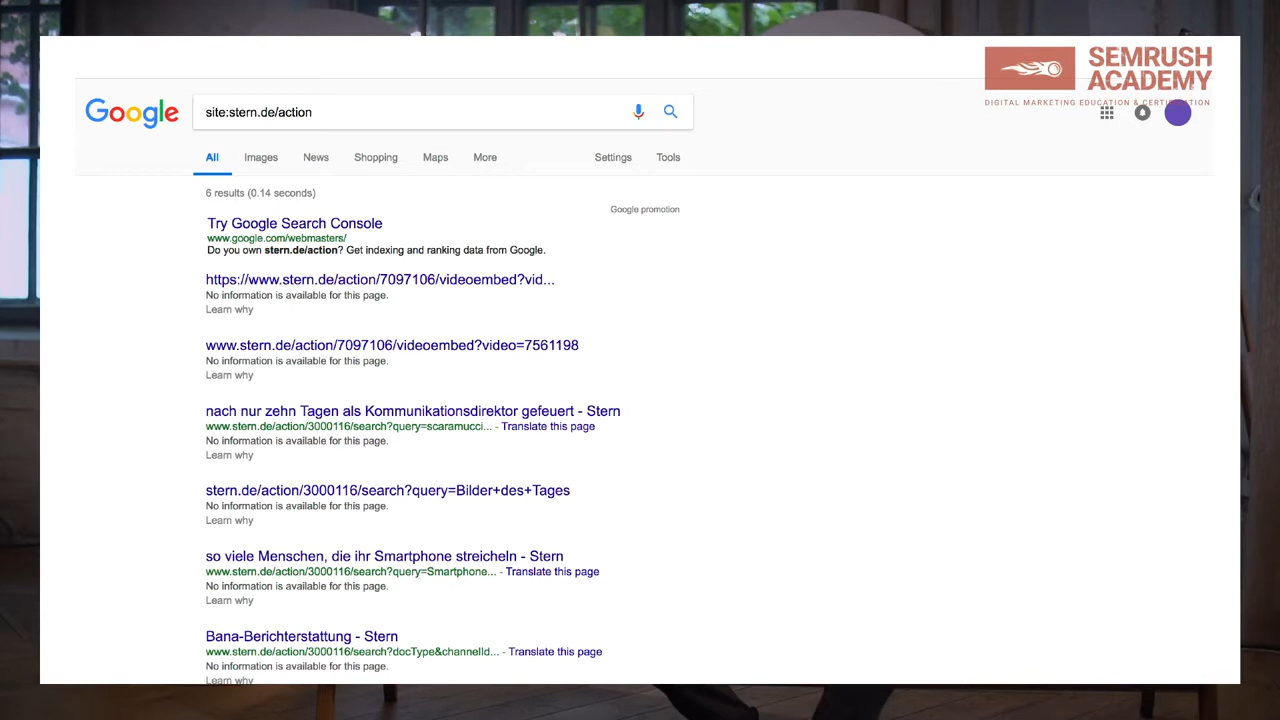 SEMRUSH
ACADEMY
DIGITAL MARKETING EDUCATION & CERTIFICATION
Google
site:stern.de/action
All Images News Shopping Maps More Settings Tools
6 results (0.14 seconds)
Google promotion
Try Google Search Console
www.google.com/webmasters/
Do you own stern.de/action? Get indexing and ranking data from Google.
https://www.stern.de/action/7097106/videoembed?vid...
No information is available for this page.
Learn why
www.stern.de/action/7097106/videoembed?video=7561198
No information is available for this page.
Learn why
nach nur zehn Tagen als Kommunikationsdirektor gefeuert - Stern
www.stern.de/action/3000116/search?query=scaramucci... - Translate this page
No information is available for this page.
Learn why
stern.de/action/3000116/search?query=Bilder+des+Tages
No information is available for this page.
Learn why
so viele Menschen, die ihr Smartphone streicheln - Stern
www.stern.de/action/3000116/search?query=Smartphone... - Translate this page
No information is available for this page.
Learn why
Bana-Berichterstattung - Stern
www.stern.de/action/3000116/search?docType&channelId... - Translate this page
No information is available for this page.
Learn why